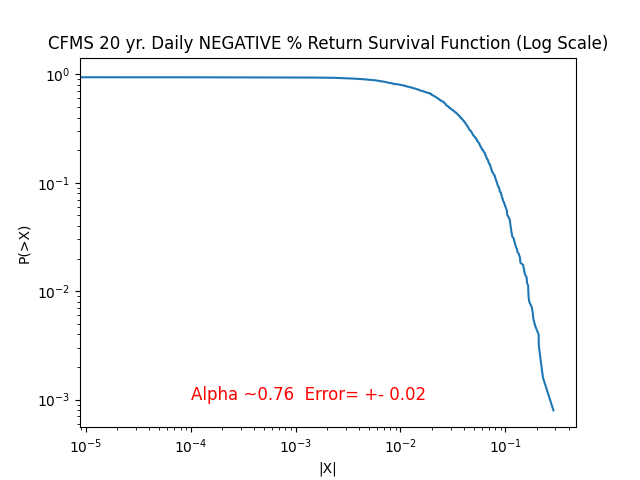 CFMS 20 yr. Daily NEGATIVE % Return Survival Function (Log Scale)
P(>X)
10⁰
10⁻¹
10⁻²
10⁻³
Alpha ~0.76  Error= +- 0.02
10⁻⁵ 10⁻⁴ 10⁻³ 10⁻² 10⁻¹
|X|